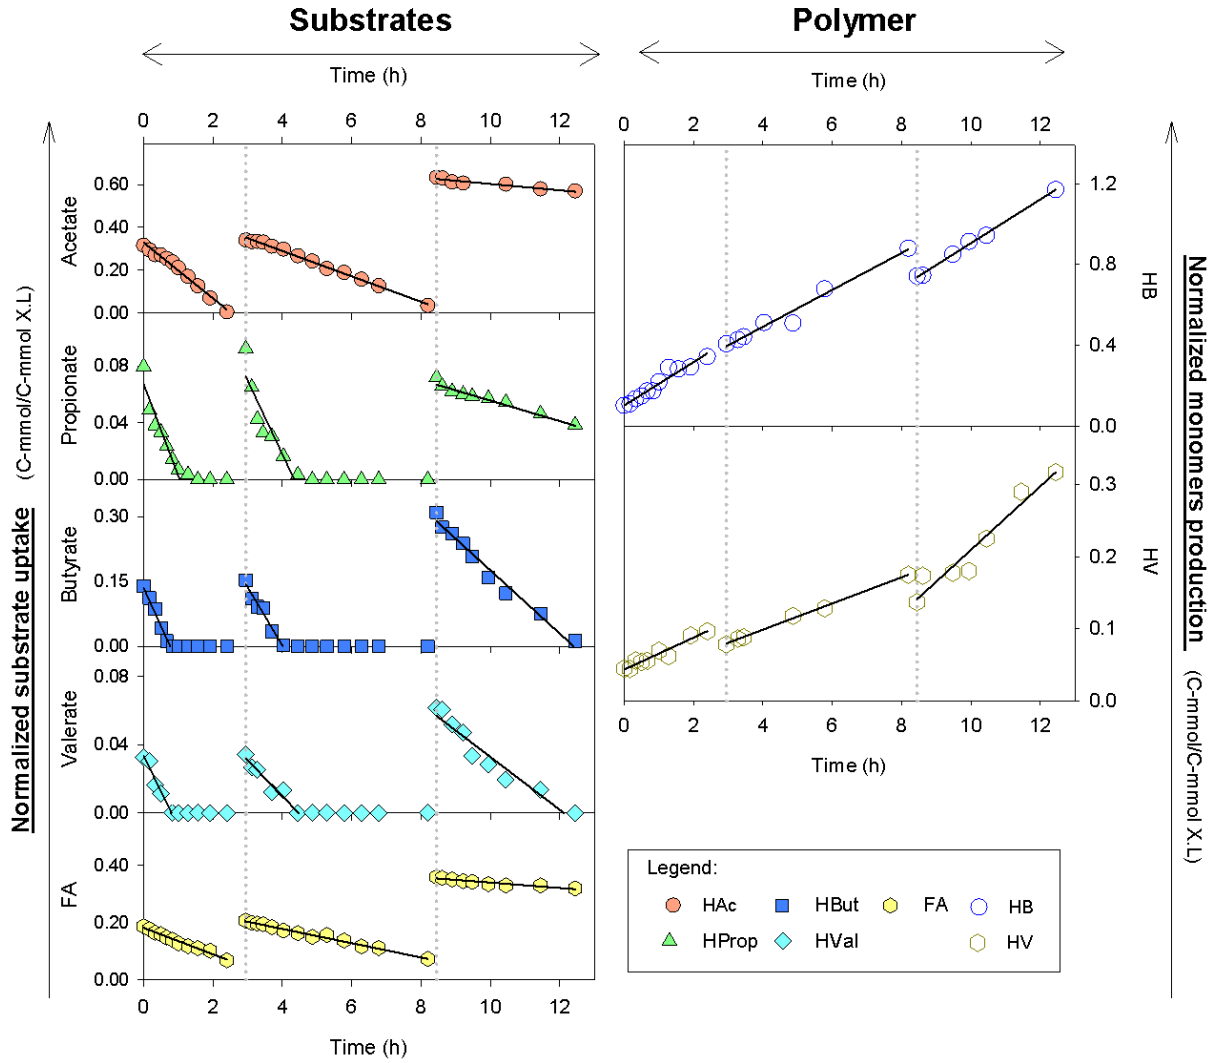 Substrates
Polymer
Time (h)
Time (h)
0 2 4 6 8 10 12
0 2 4 6 8 10 12
Acetate
0.60
0.40
0.20
0.00
Propionate
0.08
0.04
0.00
Butyrate
0.30
0.15
0.00
Valerate
0.08
0.04
0.00
FA
0.40
0.20
0.00
0 2 4 6 8 10 12
Time (h)
Normalized substrate uptake (C-mmol/C-mmol X.L)
1.2
0.8
0.4
0.0
HB
0.3
0.2
0.1
0.0
HV
0 2 4 6 8 10 12
Time (h)
Normalized monomers production (C-mmol/C-mmol X.L)
Legend:
HAc HBut FA HB
HProp HVal HV